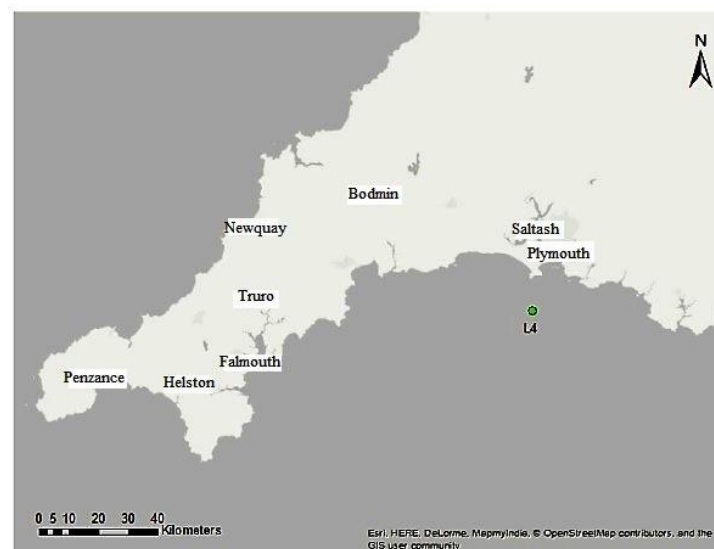 N
Bodmin
Newquay
Saltash
Plymouth
Truro
L4
Falmouth
Penzance
Helston
0 5 10 20 30 40
Kilometers
Esri, HERE, DeLorme, MapmyIndia, © OpenStreetMap contributors, and the
GIS user community